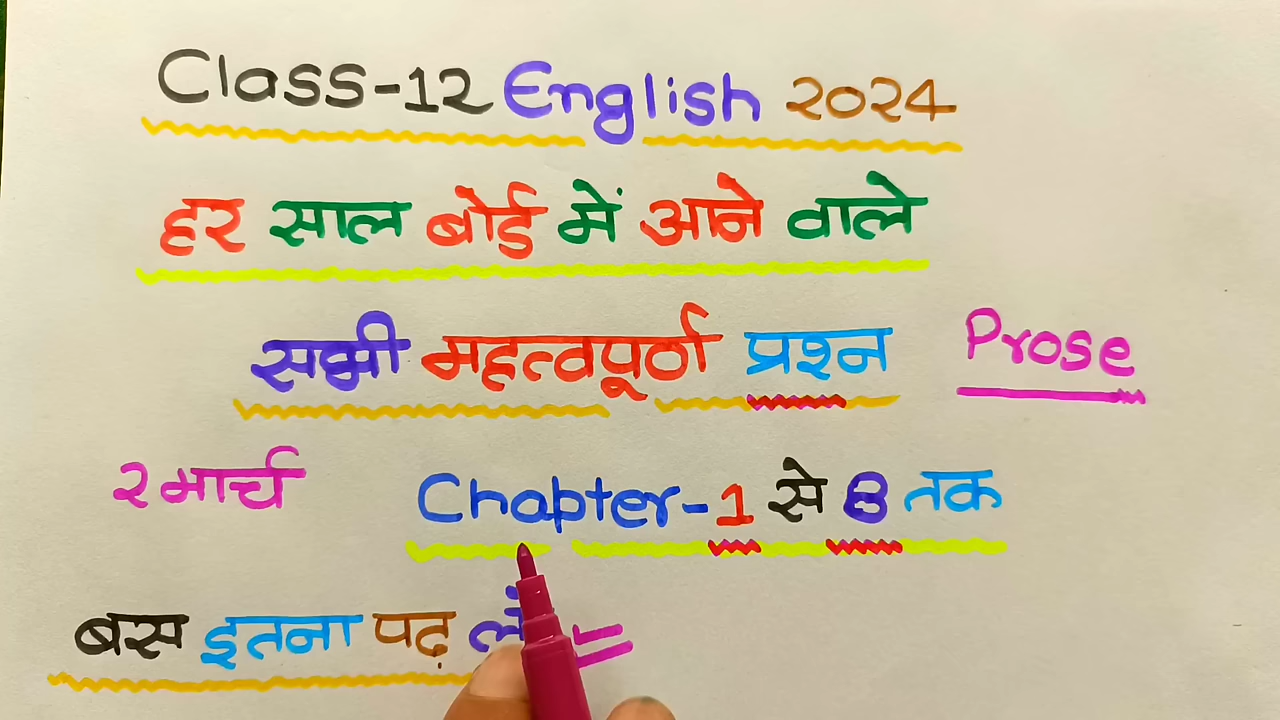 Class-12 English 2024
हर साल बोर्ड में आने वाले
सभी महत्वपूर्ण प्रश्न Prose
2 मार्च Chapter-1 से 8 तक
बस इतना पढ़